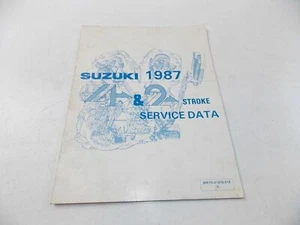 SUZUKI 1987
4 & 2 STROKE
SERVICE DATA